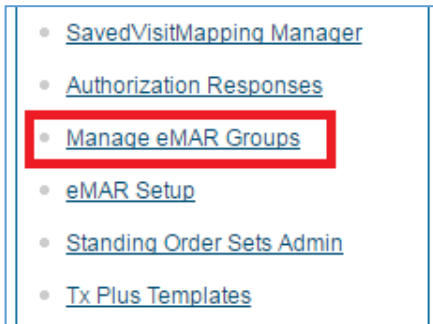 SavedVisitMapping Manager
Authorization Responses
Manage eMAR Groups
eMAR Setup
Standing Order Sets Admin
Tx Plus Templates